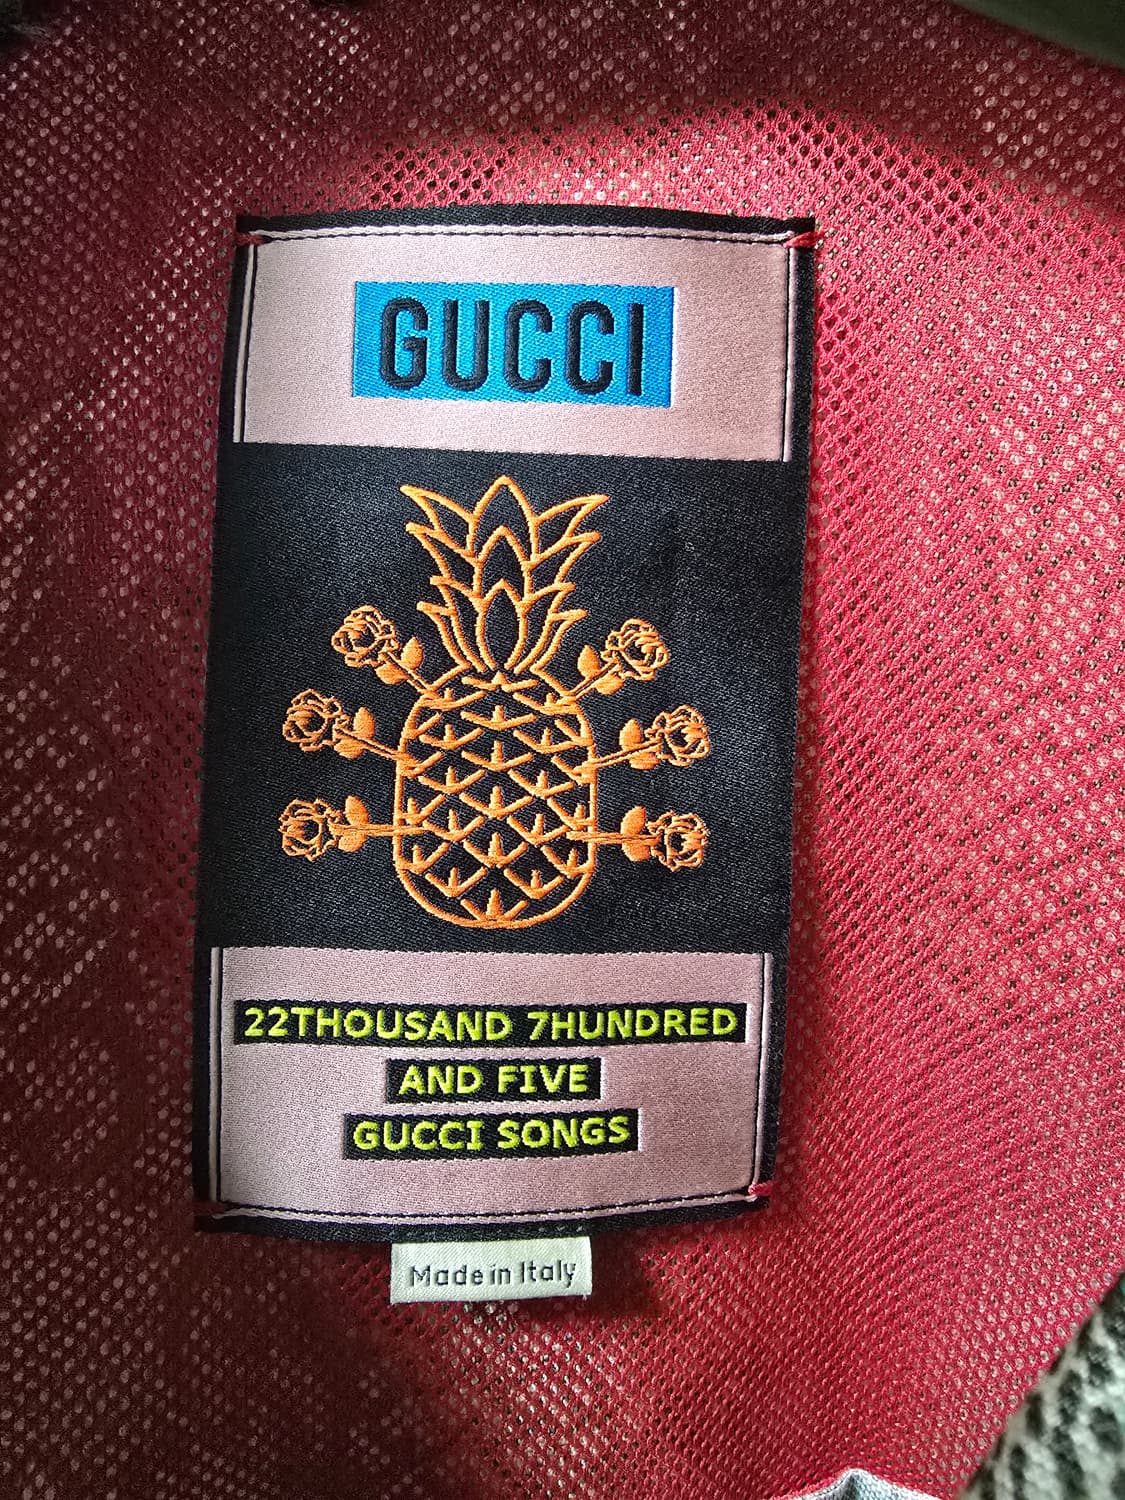 GUCCI
22THOUSAND 7HUNDRED
AND FIVE
GUCCI SONGS
Made in Italy